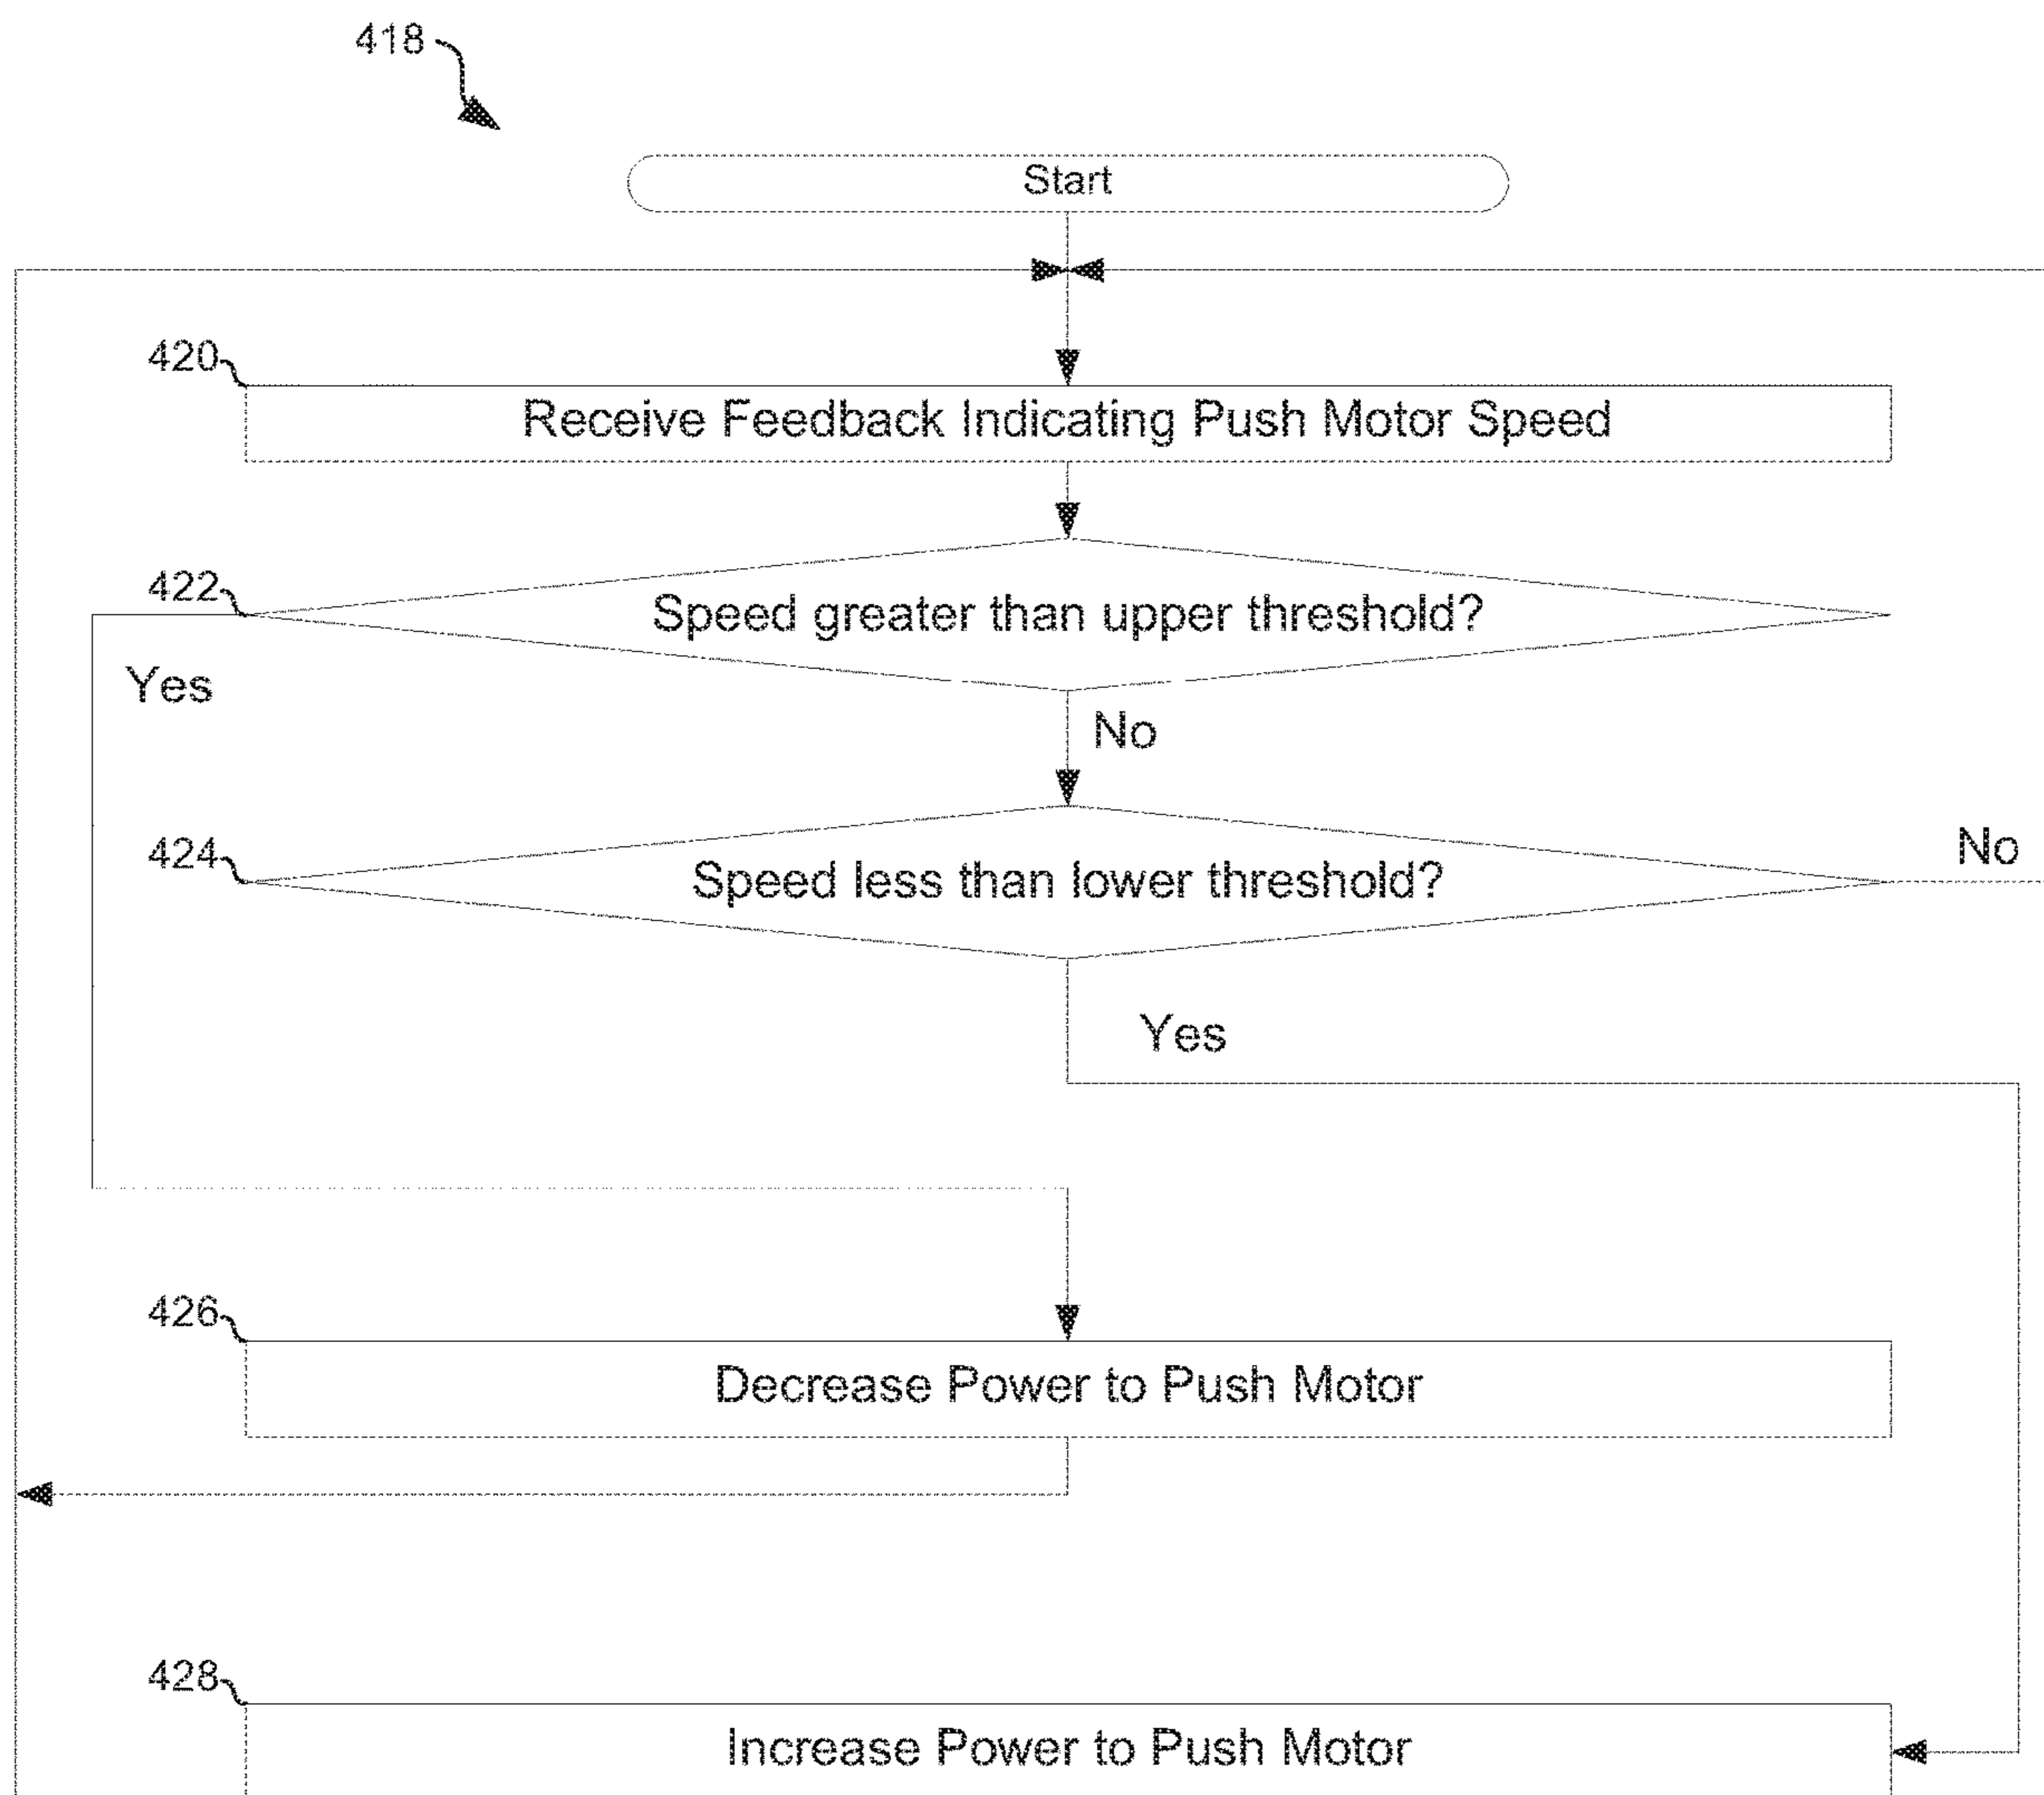 418
Start
420
Receive Feedback Indicating Push Motor Speed
422
Speed greater than upper threshold?
Yes
No
424
Speed less than lower threshold?
No
Yes
426
Decrease Power to Push Motor
428
Increase Power to Push Motor